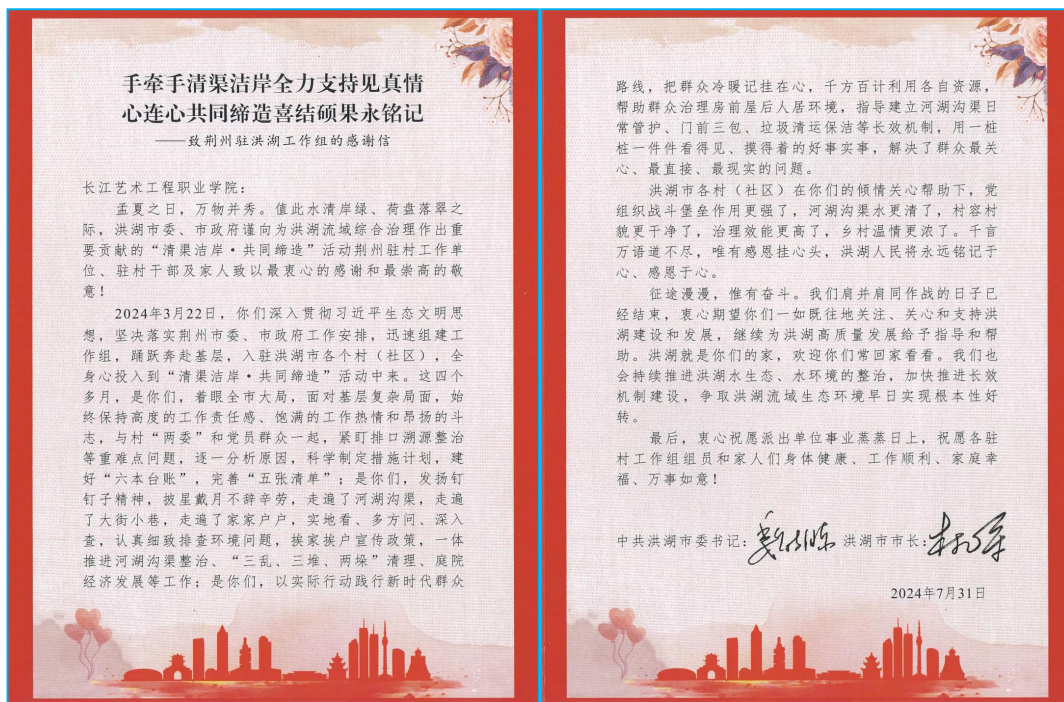 手牵手清渠洁岸全力支持见真情
心连心共同缔造喜结硕果永铭记
——致荆州驻洪湖工作组的感谢信
长江艺术工程职业学院：
孟夏之日，万物并秀。值此水清岸绿、荷盘落翠之
际，洪湖市委、市政府谨向为洪湖流域综合治理作出重
要贡献的“清渠洁岸·共同缔造”活动荆州驻村工作单
位、驻村干部及家人致以最衷心的感谢和最崇高的敬
意！
2024年3月22日，你们深入贯彻习近平生态文明思
想，坚决落实荆州市委、市政府工作安排，迅速组建工
作组，踊跃奔赴基层，入驻洪湖市各个村（社区），全
身心投入到“清渠洁岸·共同缔造”活动中来。这四个
多月，是你们，着眼全市大局，面对基层复杂局面，始
终保持高度的工作责任感、饱满的工作热情和昂扬的斗
志，与村“两委”和党员群众一起，紧盯排口溯源整治
等重难点问题，逐一分析原因，科学制定措施计划，建
好“六本台账”，完善“五张清单”；是你们，发扬钉
钉子精神，披星戴月不辞辛劳，走遍了河湖沟渠，走遍
了大街小巷，走遍了家家户户，实地看、多方问、深入
查，认真细致排查环境问题，挨家挨户宣传政策，一体
推进河湖沟渠整治、“三乱、三堆、两垛”清理、庭院
经济发展等工作；是你们，以实际行动践行新时代群众
路线，把群众冷暖记挂在心，千方百计利用各自资源，
帮助群众治理房前屋后人居环境，指导建立河湖沟渠日
常管护、门前三包、垃圾清运保洁等长效机制，用一桩
桩一件件看得见、摸得着的好事实事，解决了群众最关
心、最直接、最现实的问题。
洪湖市各村（社区）在你们的倾情关心帮助下，党
组织战斗堡垒作用更强了，河湖沟渠水更清了，村容村
貌更干净了，治理效能更高了，乡村温情更浓了。千言
万语道不尽，唯有感恩挂心头，洪湖人民将永远铭记于
心、感恩于心。
征途漫漫，惟有奋斗。我们肩并肩同作战的日子已
经结束，衷心期望你们一如既往地关注、关心和支持洪
湖建设和发展，继续为洪湖高质量发展给予指导和帮
助。洪湖就是你们的家，欢迎你们常回家看看。我们也
会持续推进洪湖水生态、水环境的整治，加快推进长效
机制建设，争取洪湖流域生态环境早日实现根本性好
转。
最后，衷心祝愿派出单位事业蒸蒸日上，祝愿各驻
村工作组组员和家人们身体健康、工作顺利、家庭幸
福、万事如意！
中共洪湖市委书记： 洪湖市市长：
2024年7月31日